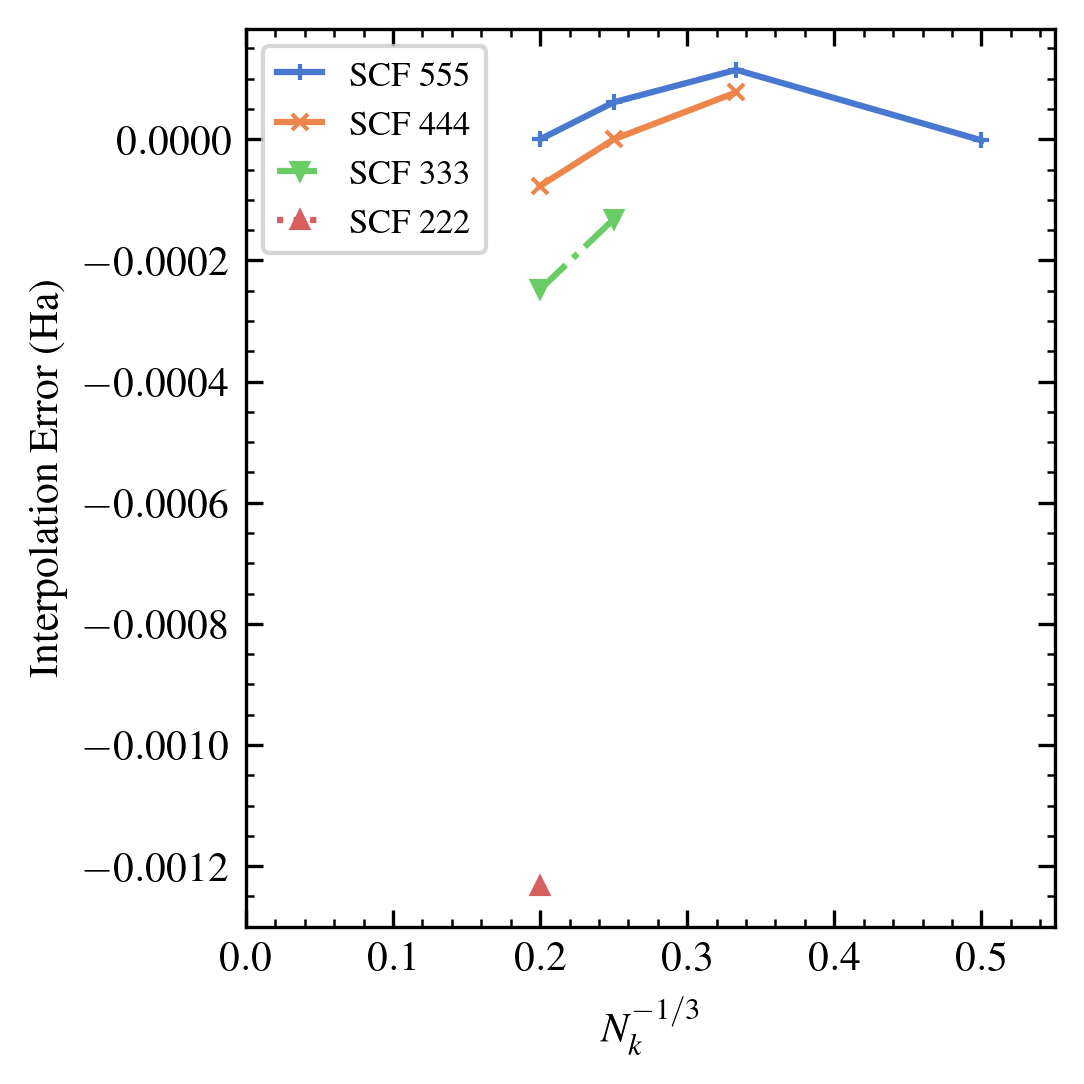 SCF 555
SCF 444
SCF 333
SCF 222
0.0000
−0.0002
−0.0004
−0.0006
−0.0008
−0.0010
−0.0012
Interpolation Error (Ha)
0.0 0.1 0.2 0.3 0.4 0.5
$N_k^{-1/3}$